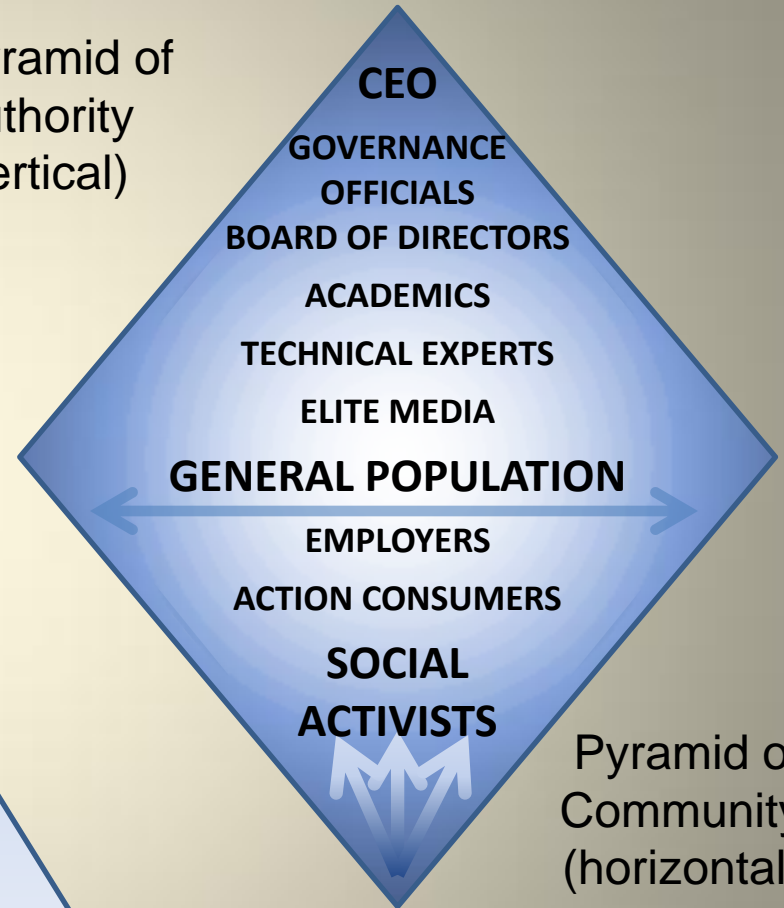 ramid of
uthority
ertical)
CEO
GOVERNANCE
OFFICIALS
BOARD OF DIRECTORS
ACADEMICS
TECHNICAL EXPERTS
ELITE MEDIA
GENERAL POPULATION
EMPLOYERS
ACTION CONSUMERS
SOCIAL
ACTIVISTS
Pyramid o
Community
(horizontal